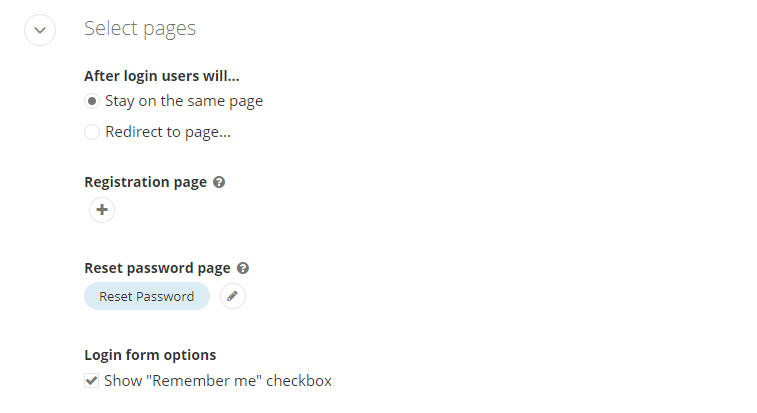 Select pages
After login users will...
Stay on the same page
Redirect to page...
Registration page
Reset password page
Reset Password
Login form options
Show "Remember me" checkbox